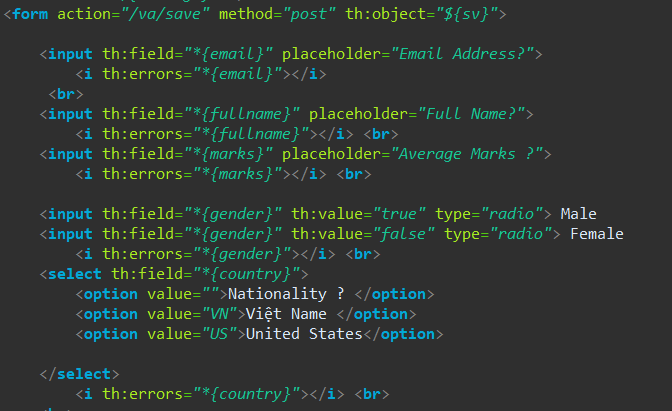 <form action="/va/save" method="post" th:object="${sv}">
<input th:field="*{email}" placeholder="Email Address?">
<i th:errors="*{email}"></i>
<br>
<input th:field="*{fullname}" placeholder="Full Name?">
<i th:errors="*{fullname}"></i> <br>
<input th:field="*{marks}" placeholder="Average Marks ?">
<i th:errors="*{marks}"></i> <br>
<input th:field="*{gender}" th:value="true" type="radio"> Male
<input th:field="*{gender}" th:value="false" type="radio"> Female
<i th:errors="*{gender}"></i> <br>
<select th:field="*{country}">
<option value="">Nationality ? </option>
<option value="VN">Việt Name </option>
<option value="US">United States</option>
</select>
<i th:errors="*{country}"></i> <br>